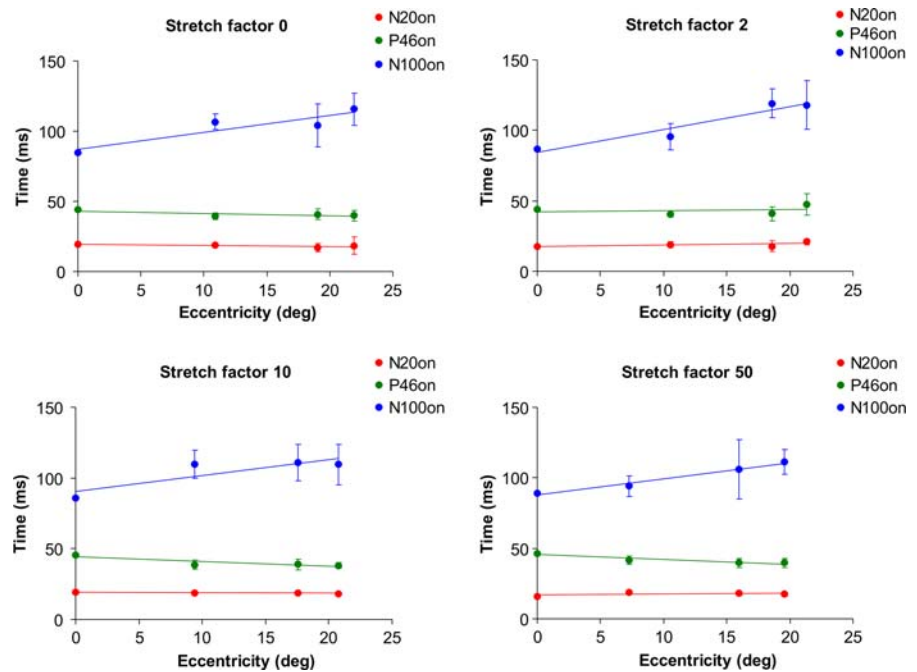 Stretch factor 0
N20on
P46on
N100on
150
100
50
0
Time (ms)
0 5 10 15 20 25
Eccentricity (deg)
Stretch factor 2
N20on
P46on
N100on
150
100
50
0
Time (ms)
0 5 10 15 20 25
Eccentricity (deg)
Stretch factor 10
N20on
P46on
N100on
150
100
50
0
Time (ms)
0 5 10 15 20 25
Eccentricity (deg)
Stretch factor 50
N20on
P46on
N100on
150
100
50
0
Time (ms)
0 5 10 15 20 25
Eccentricity (deg)